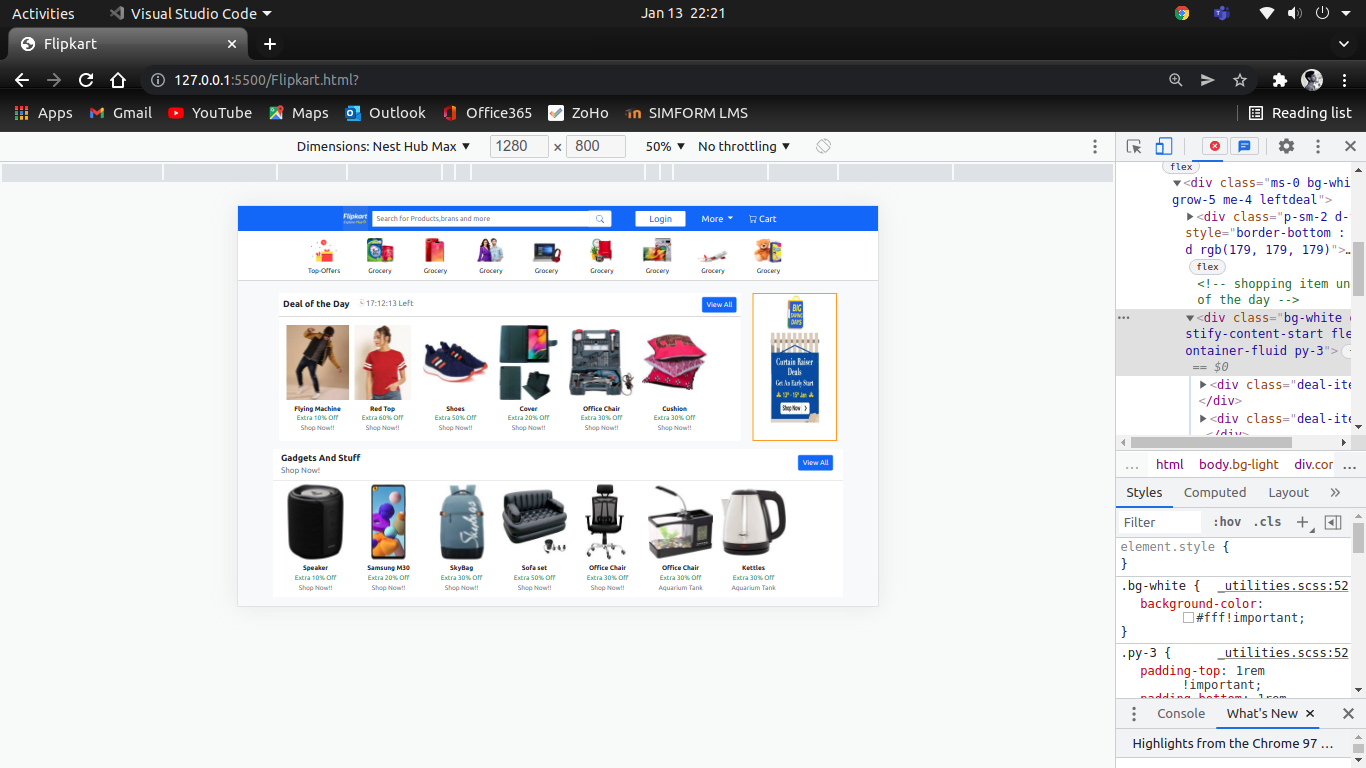 Activities Visual Studio Code Jan 13 22:21
Flipkart
127.0.0.1:5500/Flipkart.html?
Apps Gmail YouTube Maps Outlook Office365 ZoHo SIMFORM LMS Reading list
Dimensions: Nest Hub Max 1280 × 800 50% No throttling
Flipkart Search for Products,brans and more Login More Cart
Top-Offers Grocery Grocery Grocery Grocery Grocery Grocery Grocery Grocery
Deal of the Day 17:12:13 Left View All
Flying Machine Red Top Shoes Cover Office Chair Cushion
Extra 10% Off Extra 60% Off Extra 50% Off Extra 20% Off Extra 30% Off Extra 30% Off
Shop Now!! Shop Now!! Shop Now!! Shop Now!! Shop Now!! Shop Now!!
BIG
SAVING
DAYS
Curtain Raiser
Deals
Get An Early Start
13th - 15th Jan
Shop Now
Gadgets And Stuff View All
Shop Now!
Speaker Samsung M30 SkyBag Sofa set Office Chair Office Chair Kettles
Extra 10% Off Extra 20% Off Extra 30% Off Extra 50% Off Extra 30% Off Extra 30% Off Extra 30% Off
Shop Now!! Shop Now!! Shop Now!! Shop Now!! Shop Now!! Aquarium Tank Aquarium Tank
flex
<div class="ms-0 bg-whi
grow-5 me-4 leftdeal">
<div class="p-sm-2 d-
style="border-bottom :
d rgb(179, 179, 179)">…
flex
<!-- shopping item un
of the day -->
<div class="bg-white
stify-content-start fle
ontainer-fluid py-3">
== $0
<div class="deal-ite
</div>
<div class="deal-ite
</div>
… html body.bg-light div.cor …
Styles Computed Layout »
Filter :hov .cls +
element.style {
}
.bg-white { _utilities.scss:52
background-color:
#fff!important;
}
.py-3 { _utilities.scss:52
padding-top: 1rem
!important;
padding-bottom: 1rem
Console What's New
Highlights from the Chrome 97 …